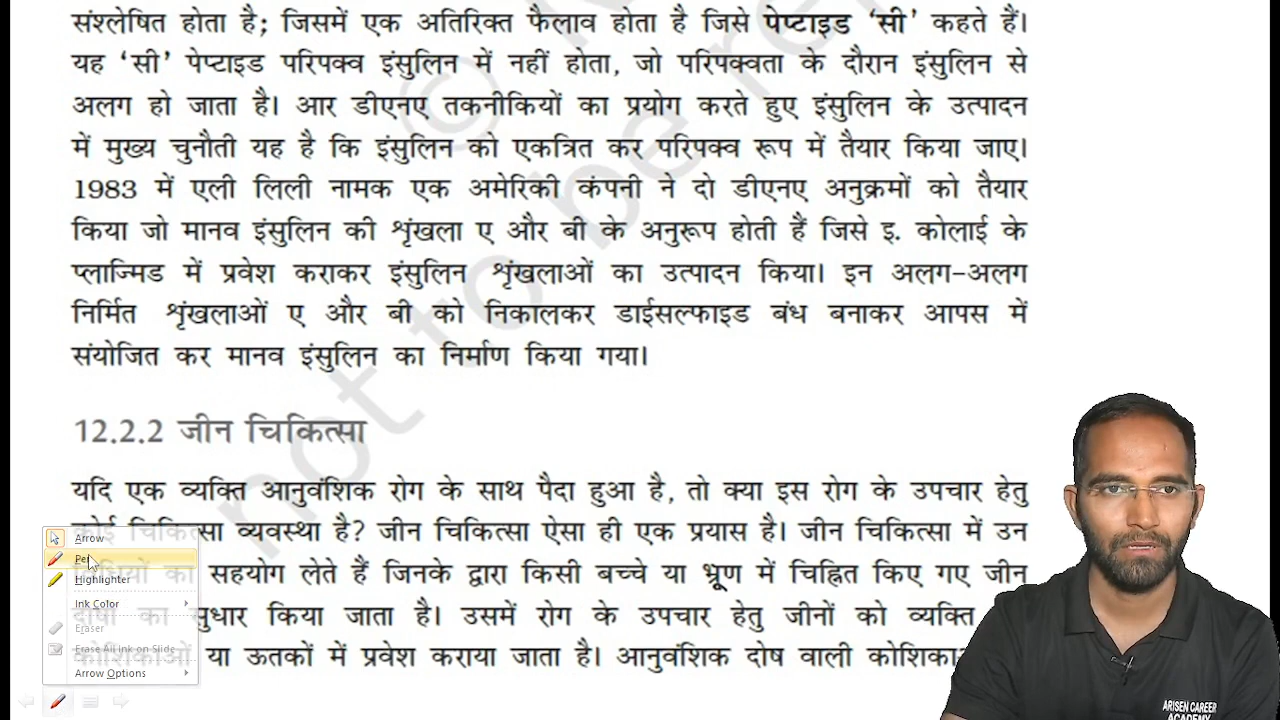 संश्लेषित होता है; जिसमें एक अतिरिक्त फैलाव होता है जिसे पेप्टाइड ‘सी’ कहते हैं।
यह ‘सी’ पेप्टाइड परिपक्व इंसुलिन में नहीं होता, जो परिपक्वता के दौरान इंसुलिन से
अलग हो जाता है। आर डीएनए तकनीकियों का प्रयोग करते हुए इंसुलिन के उत्पादन
में मुख्य चुनौती यह है कि इंसुलिन को एकत्रित कर परिपक्व रूप में तैयार किया जाए।
1983 में एली लिली नामक एक अमेरिकी कंपनी ने दो डीएनए अनुक्रमों को तैयार
किया जो मानव इंसुलिन की शृंखला ए और बी के अनुरूप होती हैं जिसे इ. कोलाई के
प्लाज्मिड में प्रवेश कराकर इंसुलिन शृंखलाओं का उत्पादन किया। इन अलग-अलग
निर्मित शृंखलाओं ए और बी को निकालकर डाईसल्फाइड बंध बनाकर आपस में
संयोजित कर मानव इंसुलिन का निर्माण किया गया।
12.2.2 जीन चिकित्सा
यदि एक व्यक्ति आनुवंशिक रोग के साथ पैदा हुआ है, तो क्या इस रोग के उपचार हेतु
कोई चिकित्सा व्यवस्था है? जीन चिकित्सा ऐसा ही एक प्रयास है। जीन चिकित्सा में उन
का सहयोग लेते हैं जिनके द्वारा किसी बच्चे या भ्रूण में चिह्नित किए गए जीन
दोषों का सुधार किया जाता है। उसमें रोग के उपचार हेतु जीनों को व्यक्ति
कोशिकाओं या ऊतकों में प्रवेश कराया जाता है। आनुवंशिक दोष वाली
not to be re
Arrow
Highlighter
Ink Color
Eraser
Erase All Ink on Slide
Arrow Options
ARISEN CAREER
ACADEMY